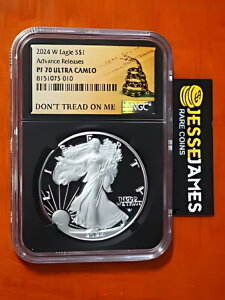 2024 W Eagle S$1
Advance Releases
PF 70 ULTRA CAMEO
8151075-010
DON'T TREAD ON ME
NGC
LIBERTY
IN GOD
WE TRUST
JESSE JAMES
RARE COINS